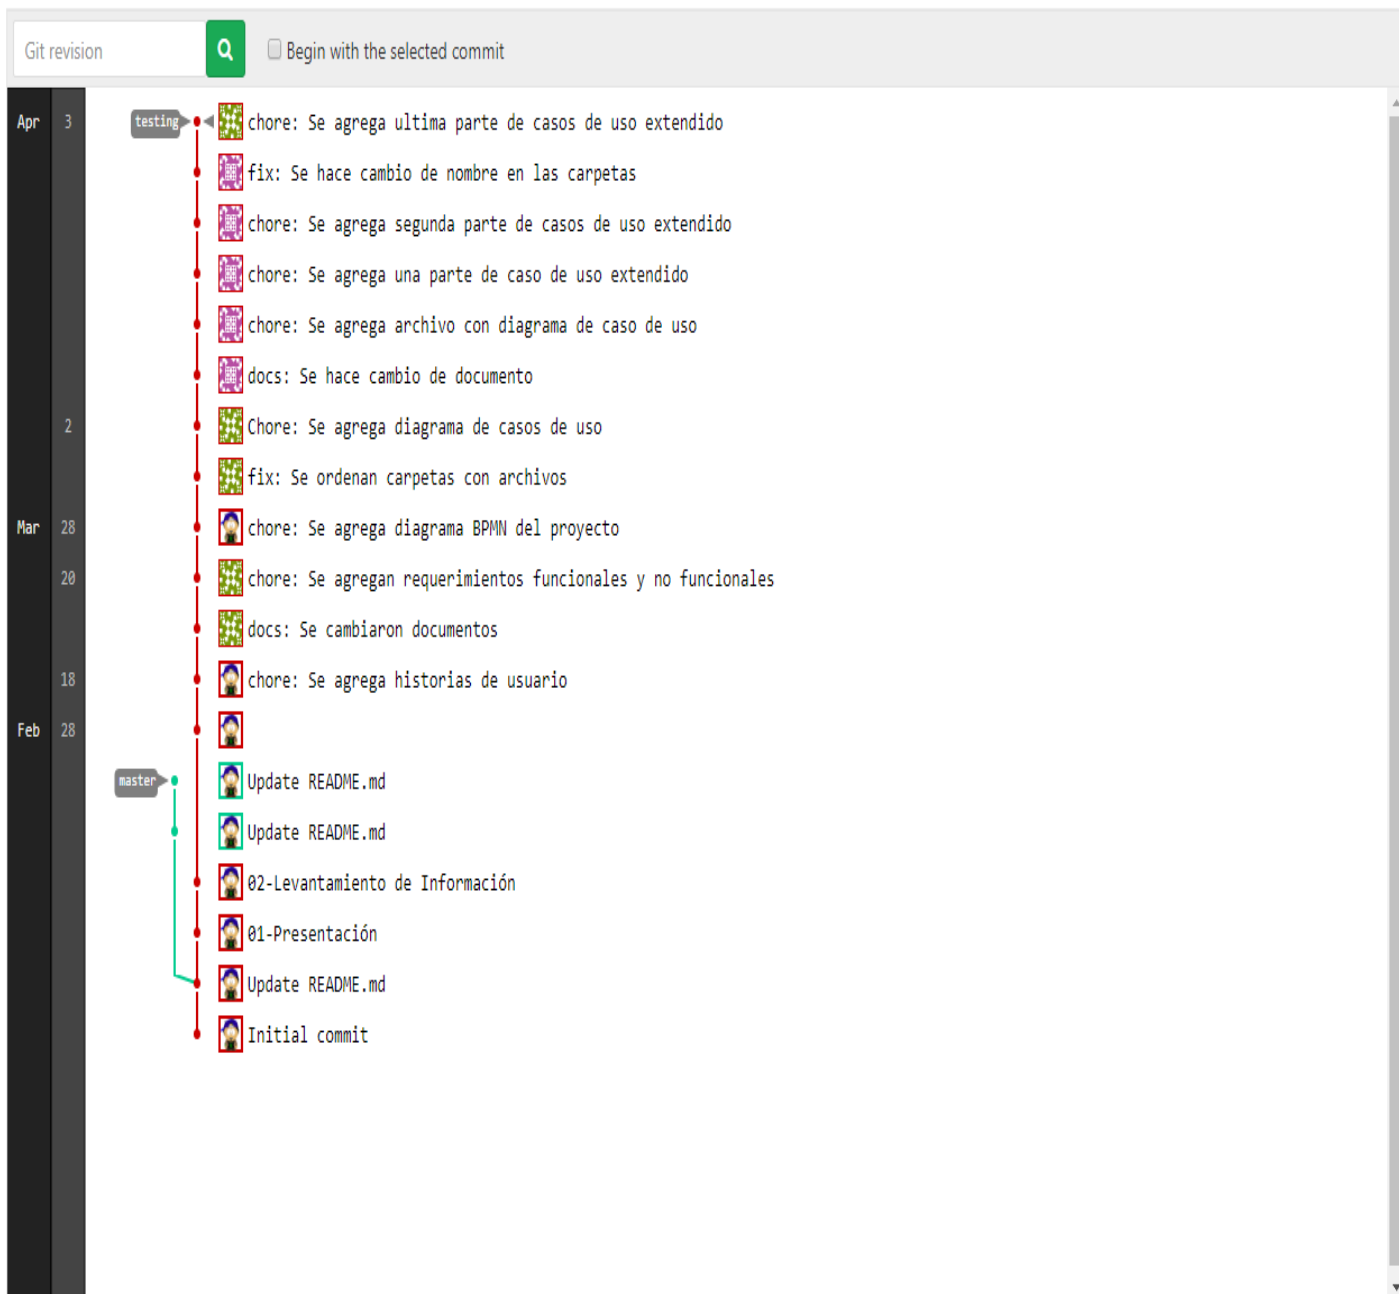 Git revision
Begin with the selected commit
Apr 3 testing chore: Se agrega ultima parte de casos de uso extendido
fix: Se hace cambio de nombre en las carpetas
chore: Se agrega segunda parte de casos de uso extendido
chore: Se agrega una parte de caso de uso extendido
chore: Se agrega archivo con diagrama de caso de uso
docs: Se hace cambio de documento
2 Chore: Se agrega diagrama de casos de uso
fix: Se ordenan carpetas con archivos
Mar 28 chore: Se agrega diagrama BPMN del proyecto
20 chore: Se agregan requerimientos funcionales y no funcionales
docs: Se cambiaron documentos
18 chore: Se agrega historias de usuario
Feb 28
master Update README.md
Update README.md
02-Levantamiento de Información
01-Presentación
Update README.md
Initial commit